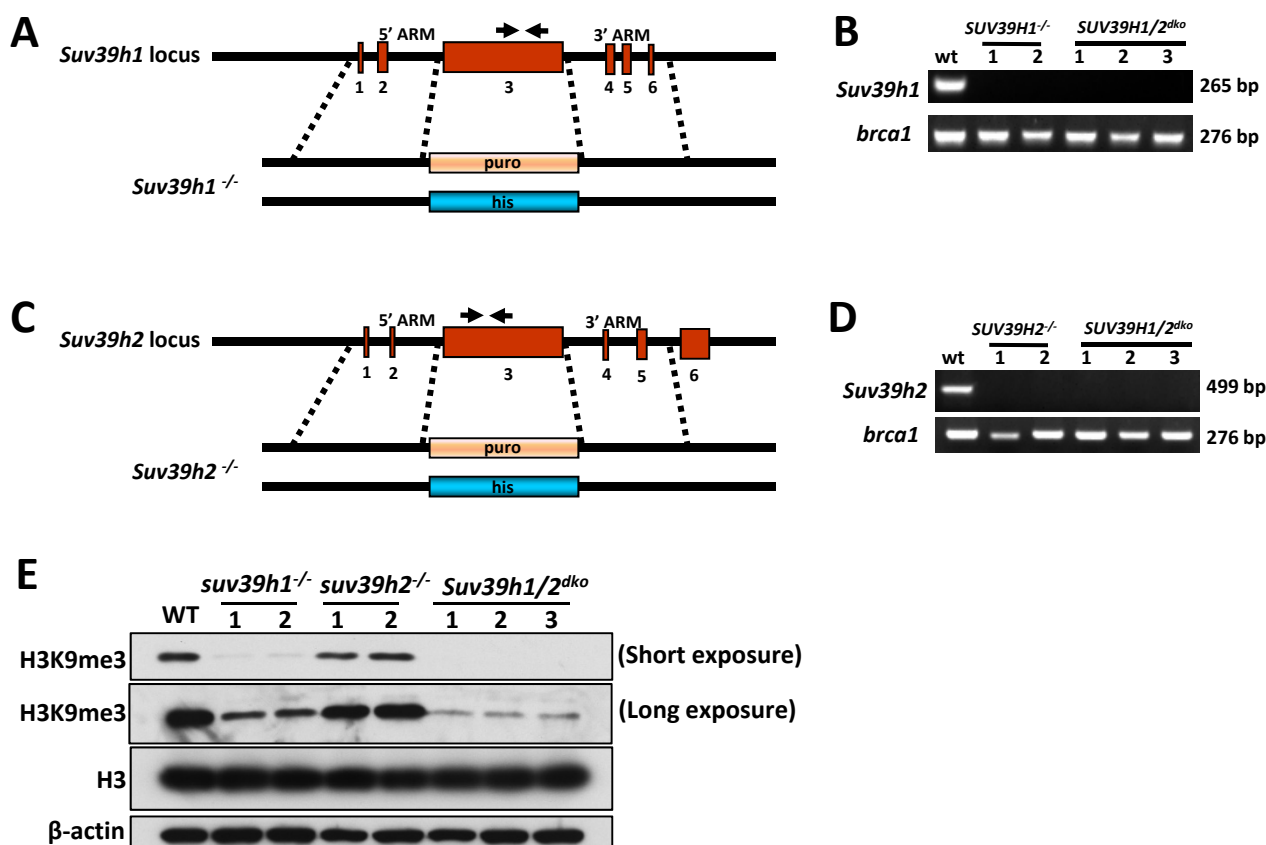 A
5' ARM
3' ARM
Suv39h1 locus
1 2 3 4 5 6
puro
Suv39h1 -/-
his
B
SUV39H1-/- SUV39H1/2dko
wt 1 2 1 2 3
Suv39h1 265 bp
brca1 276 bp
C
5' ARM
3' ARM
Suv39h2 locus
1 2 3 4 5 6
puro
Suv39h2 -/-
his
D
SUV39H2-/- SUV39H1/2dko
wt 1 2 1 2 3
Suv39h2 499 bp
brca1 276 bp
E
suv39h1-/- suv39h2-/- Suv39h1/2dko
WT 1 2 1 2 1 2 3
H3K9me3 (Short exposure)
H3K9me3 (Long exposure)
H3
β-actin